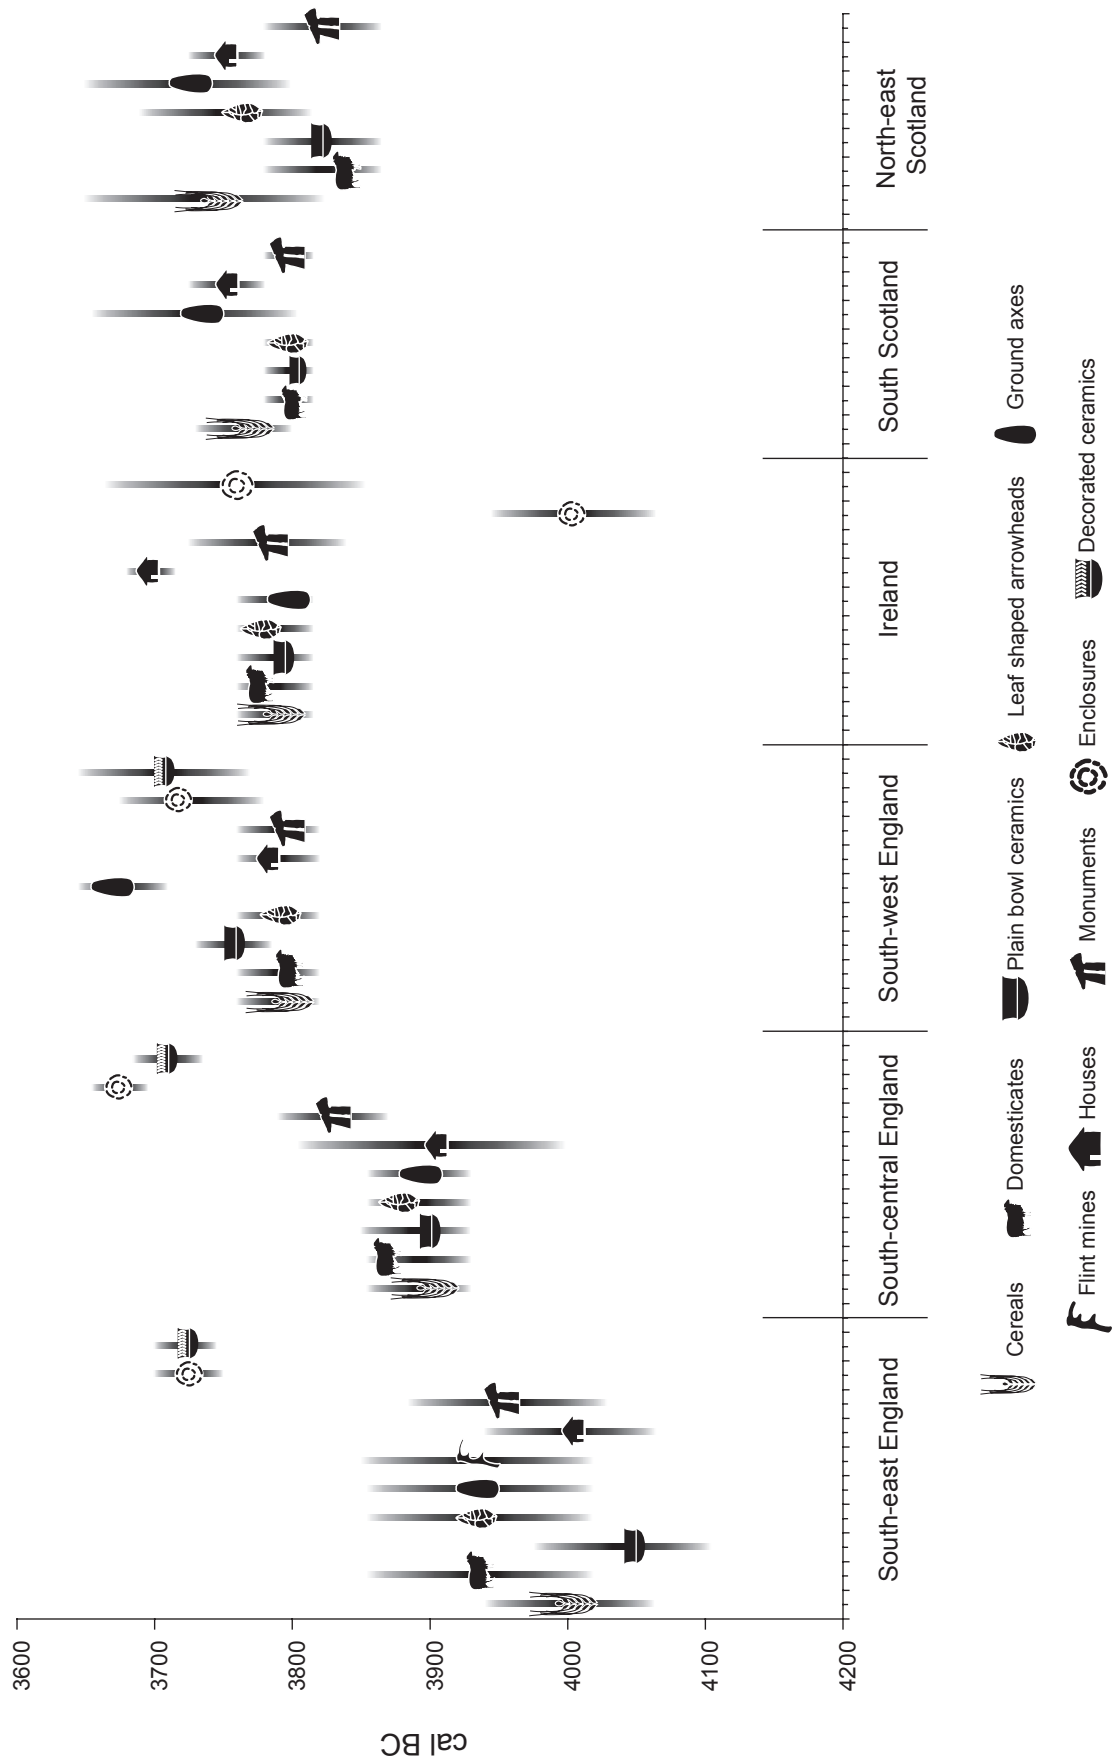 3600
3700
3800
3900
4000
4100
4200
cal BC
South-east England
South-central England
South-west England
Ireland
South Scotland
North-east
Scotland
Cereals
Domesticates
Plain bowl ceramics
Leaf shaped arrowheads
Ground axes
Flint mines
Houses
Monuments
Enclosures
Decorated ceramics